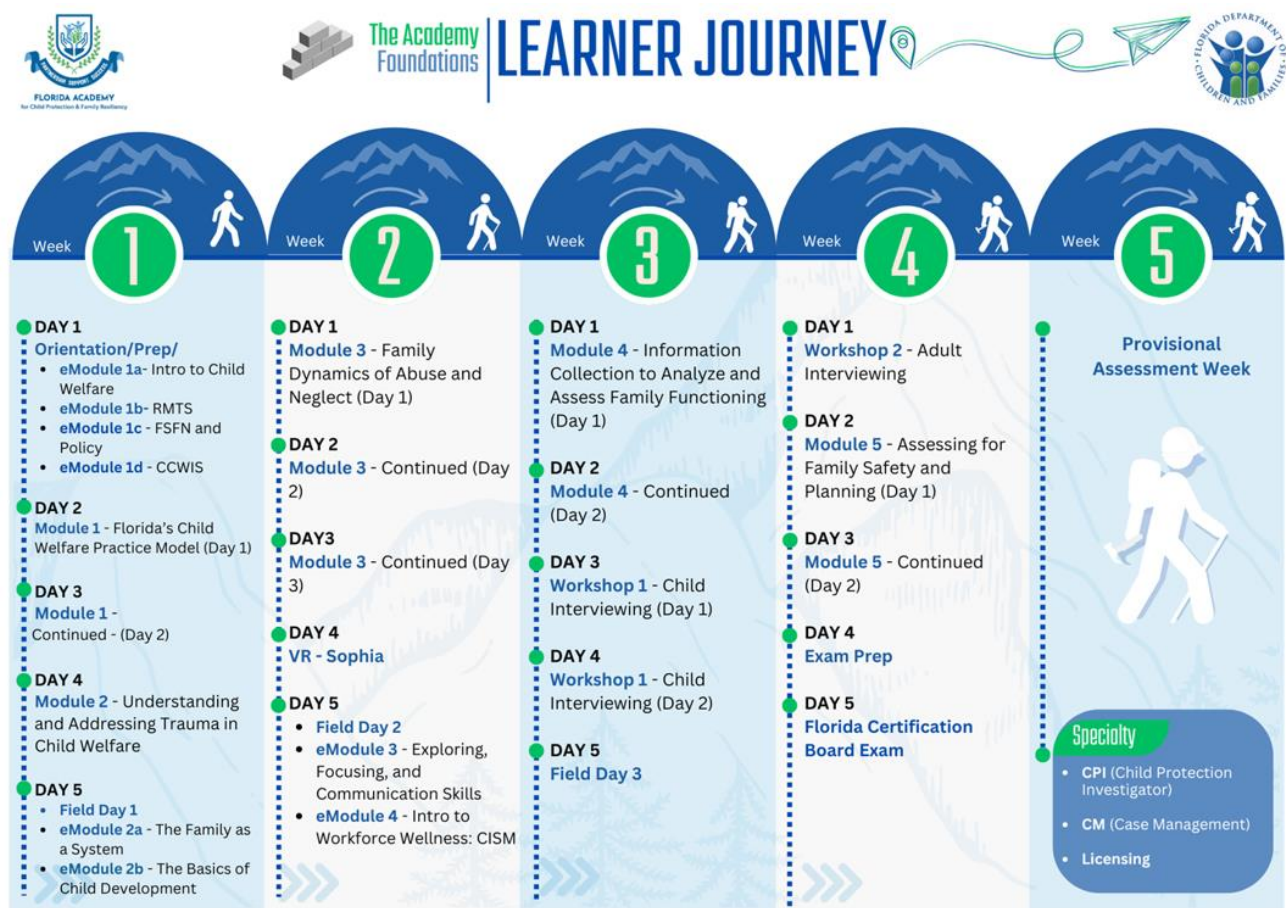 PARTNERSHIP SUPPORT SUCCESS
FLORIDA ACADEMY
for Child Protection & Family Resiliency
The Academy
Foundations
LEARNER JOURNEY
FLORIDA DEPARTMENT OF
CHILDREN AND FAMILIES
Week
1
DAY 1
Orientation/Prep/
• eModule 1a- Intro to Child
Welfare
• eModule 1b- RMTS
• eModule 1c - FSFN and
Policy
• eModule 1d - CCWIS
DAY 2
Module 1 - Florida's Child
Welfare Practice Model (Day 1)
DAY 3
Module 1 -
Continued - (Day 2)
DAY 4
Module 2 - Understanding
and Addressing Trauma in
Child Welfare
DAY 5
• Field Day 1
• eModule 2a - The Family as
a System
• eModule 2b - The Basics of
Child Development
Week
2
DAY 1
Module 3 - Family
Dynamics of Abuse and
Neglect (Day 1)
DAY 2
Module 3 - Continued (Day
2)
DAY3
Module 3 - Continued (Day
3)
DAY 4
VR - Sophia
DAY 5
• Field Day 2
• eModule 3 - Exploring,
Focusing, and
Communication Skills
• eModule 4 - Intro to
Workforce Wellness: CISM
Week
3
DAY 1
Module 4 - Information
Collection to Analyze and
Assess Family Functioning
(Day 1)
DAY 2
Module 4 - Continued
(Day 2)
DAY 3
Workshop 1 - Child
Interviewing (Day 1)
DAY 4
Workshop 1 - Child
Interviewing (Day 2)
DAY 5
Field Day 3
Week
4
DAY 1
Workshop 2 - Adult
Interviewing
DAY 2
Module 5 - Assessing for
Family Safety and
Planning (Day 1)
DAY 3
Module 5 - Continued
(Day 2)
DAY 4
Exam Prep
DAY 5
Florida Certification
Board Exam
Week
5
Provisional
Assessment Week
Specialty
• CPI (Child Protection
Investigator)
• CM (Case Management)
• Licensing